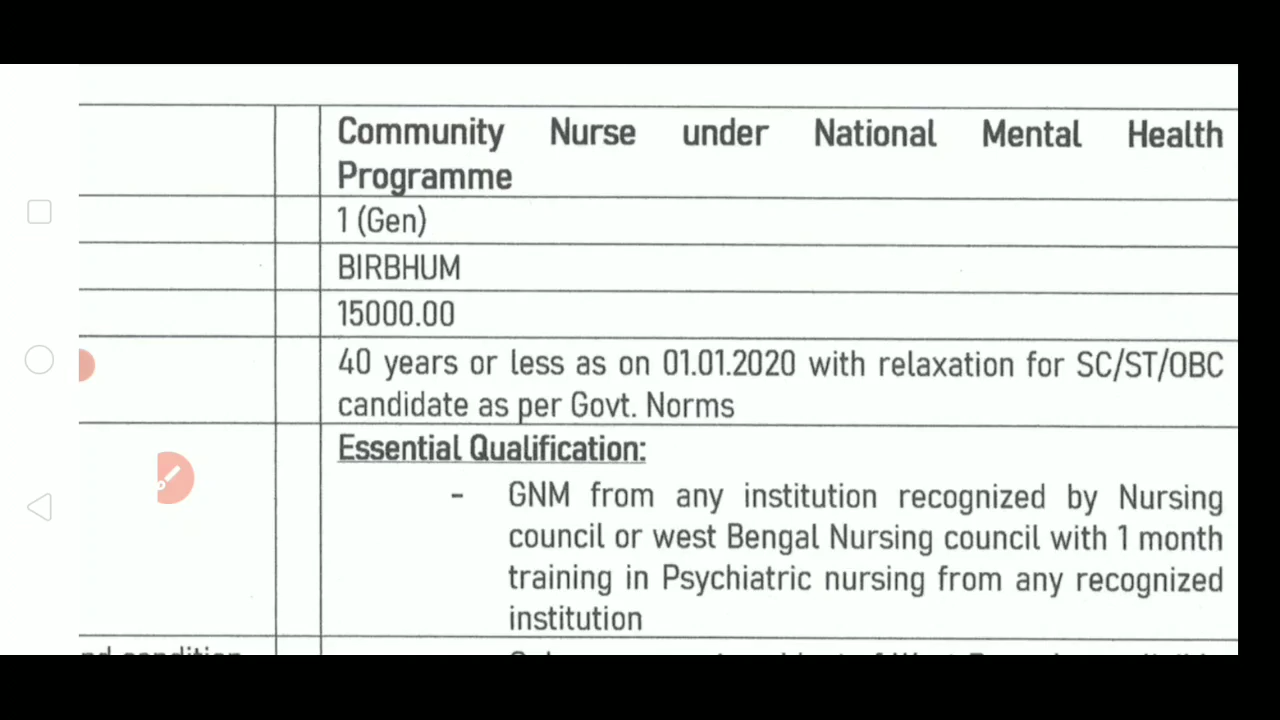 Community Nurse under National Mental Health
Programme
1 (Gen)
BIRBHUM
15000.00
40 years or less as on 01.01.2020 with relaxation for SC/ST/OBC
candidate as per Govt. Norms
Essential Qualification:
- GNM from any institution recognized by Nursing
council or west Bengal Nursing council with 1 month
training in Psychiatric nursing from any recognized
institution
condition